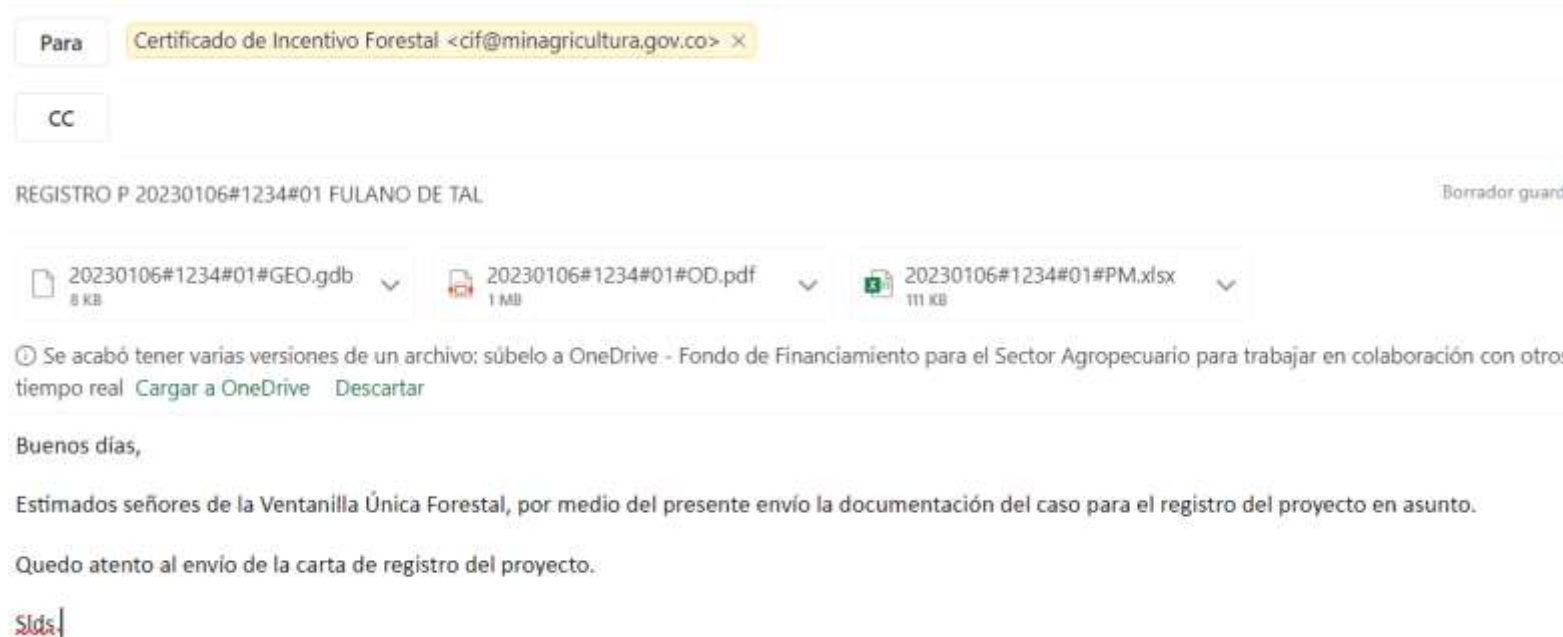 Para Certificado de Incentivo Forestal <cif@minagricultura.gov.co> ×
CC
REGISTRO P 20230106#1234#01 FULANO DE TAL Borrador guard
20230106#1234#01#GEO.gdb 20230106#1234#01#OD.pdf 20230106#1234#01#PM.xlsx
8 KB 1 MB 111 KB
Se acabó tener varias versiones de un archivo: súbelo a OneDrive - Fondo de Financiamiento para el Sector Agropecuario para trabajar en colaboración con otros
tiempo real Cargar a OneDrive Descartar
Buenos días,
Estimados señores de la Ventanilla Única Forestal, por medio del presente envío la documentación del caso para el registro del proyecto en asunto.
Quedo atento al envío de la carta de registro del proyecto.
Slds.